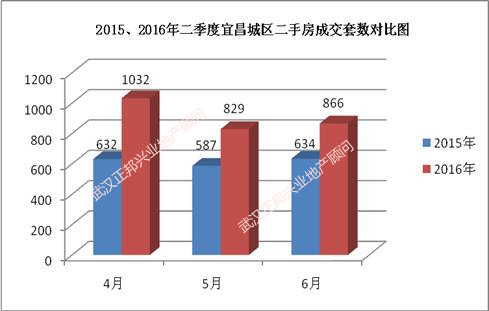 2015、2016年二季度宜昌城区二手房成交套数对比图
1200
1000
800
600
400
200
0
632
1032
587
829
634
866
4月
5月
6月
2015年
2016年
武汉正邦兴业地产顾问
武汉正邦兴业地产顾问